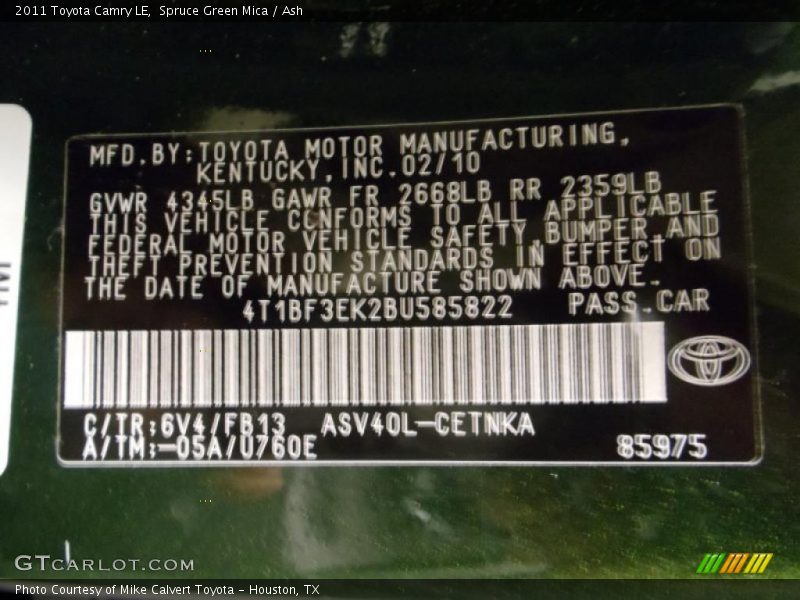 2011 Toyota Camry LE, Spruce Green Mica / Ash
MFD.BY:TOYOTA MOTOR MANUFACTURING,
KENTUCKY,INC.02/10
GVWR 4345LB GAWR FR 2668LB RR 2359LB
THIS VEHICLE CONFORMS TO ALL APPLICABLE
FEDERAL MOTOR VEHICLE SAFETY,BUMPER,AND
THEFT PREVENTION STANDARDS IN EFFECT ON
THE DATE OF MANUFACTURE SHOWN ABOVE.
4T1BF3EK2BU585822 PASS.CAR
C/TR:6V4/FB13 ASV40L-CETNKA
A/TM:-05A/U760E
85975
GTCARLOT.COM
Photo Courtesy of Mike Calvert Toyota - Houston, TX